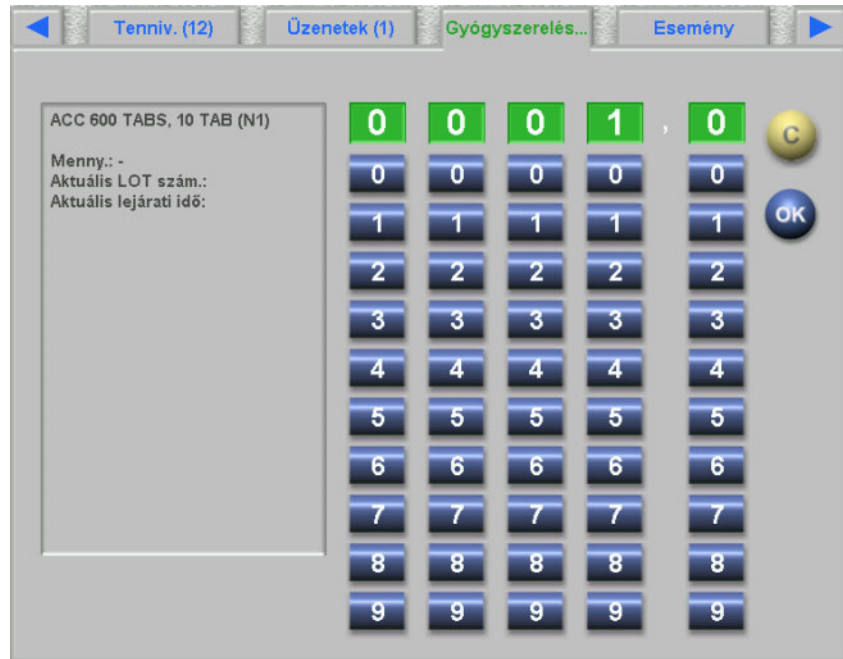 Tenniv. (12) Üzenetek (1) Gyógyszerelés... Esemény
ACC 600 TABS, 10 TAB (N1)
Menny.: -
Aktuális LOT szám.:
Aktuális lejárati idő:
0 0 0 1 , 0
0 0 0 0 0
1 1 1 1 1
2 2 2 2 2
3 3 3 3 3
4 4 4 4 4
5 5 5 5 5
6 6 6 6 6
7 7 7 7 7
8 8 8 8 8
9 9 9 9 9
C
OK